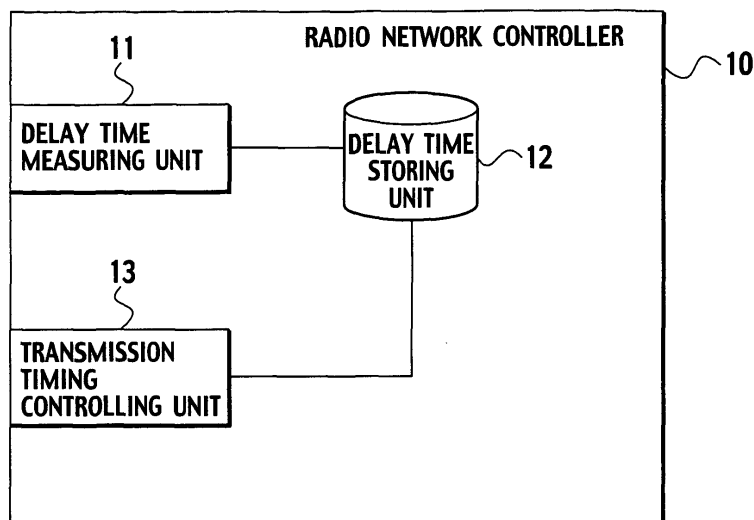 RADIO NETWORK CONTROLLER
10
11
DELAY TIME
MEASURING UNIT
DELAY TIME
STORING
UNIT
12
13
TRANSMISSION
TIMING
CONTROLLING UNIT